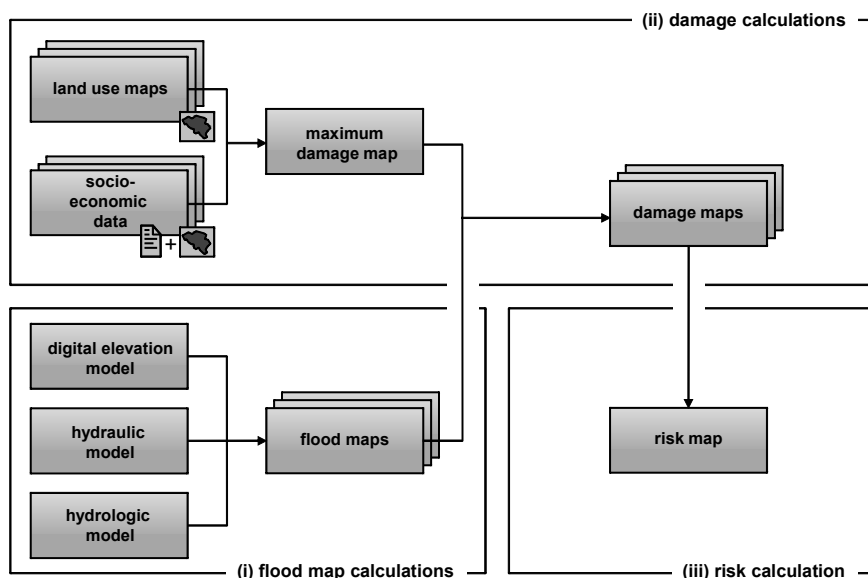 (ii) damage calculations
land use maps
maximum
damage map
socio-
economic
data
+
damage maps
digital elevation
model
hydraulic
model
flood maps
risk map
hydrologic
model
(i) flood map calculations
(iii) risk calculation